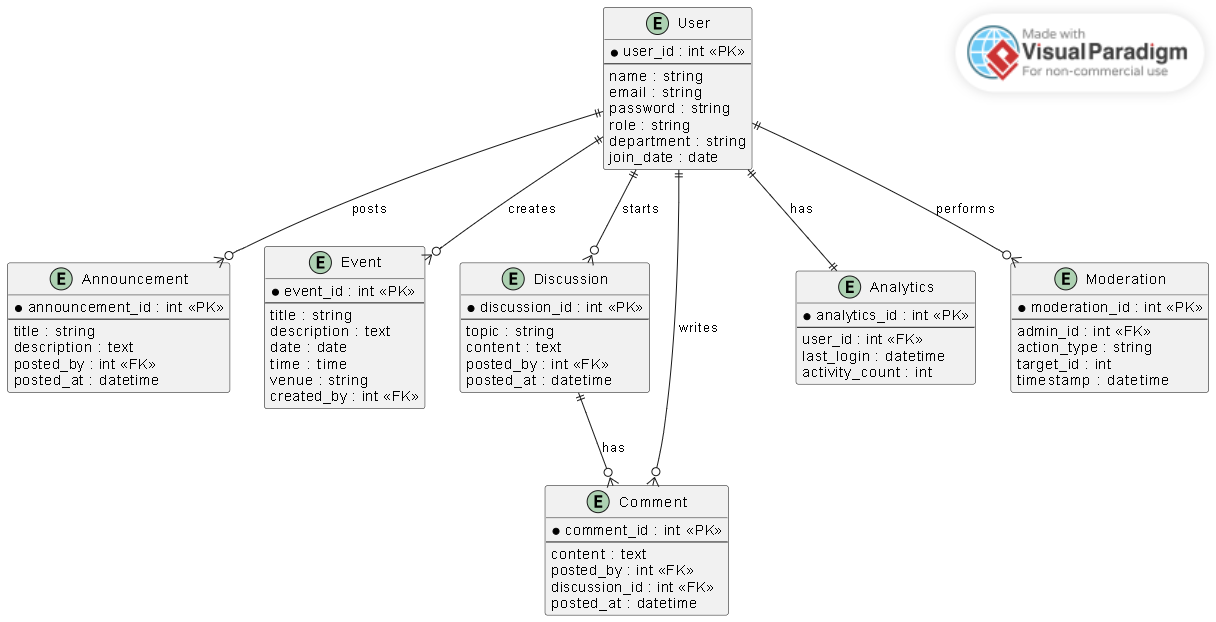 E User
* user_id : int «PK»
name : string
email : string
password : string
role : string
department : string
join_date : date
Made with
VisualParadigm
For non-commercial use
posts
creates
starts
has
performs
E Announcement
* announcement_id : int «PK»
title : string
description : text
posted_by : int «FK»
posted_at : datetime
E Event
* event_id : int «PK»
title : string
description : text
date : date
time : time
venue : string
created_by : int «FK»
E Discussion
* discussion_id : int «PK»
topic : string
content : text
posted_by : int «FK»
posted_at : datetime
writes
E Analytics
* analytics_id : int «PK»
user_id : int «FK»
last_login : datetime
activity_count : int
E Moderation
* moderation_id : int «PK»
admin_id : int «FK»
action_type : string
target_id : int
timestamp : datetime
has
E Comment
* comment_id : int «PK»
content : text
posted_by : int «FK»
discussion_id : int «FK»
posted_at : datetime